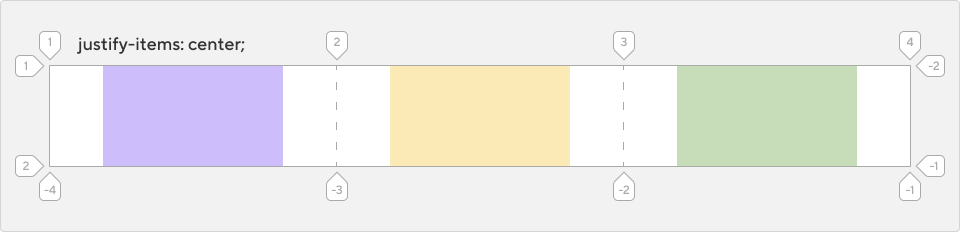 justify-items: center;
1 2 3 4
1 -2
2 -1
-4 -3 -2 -1